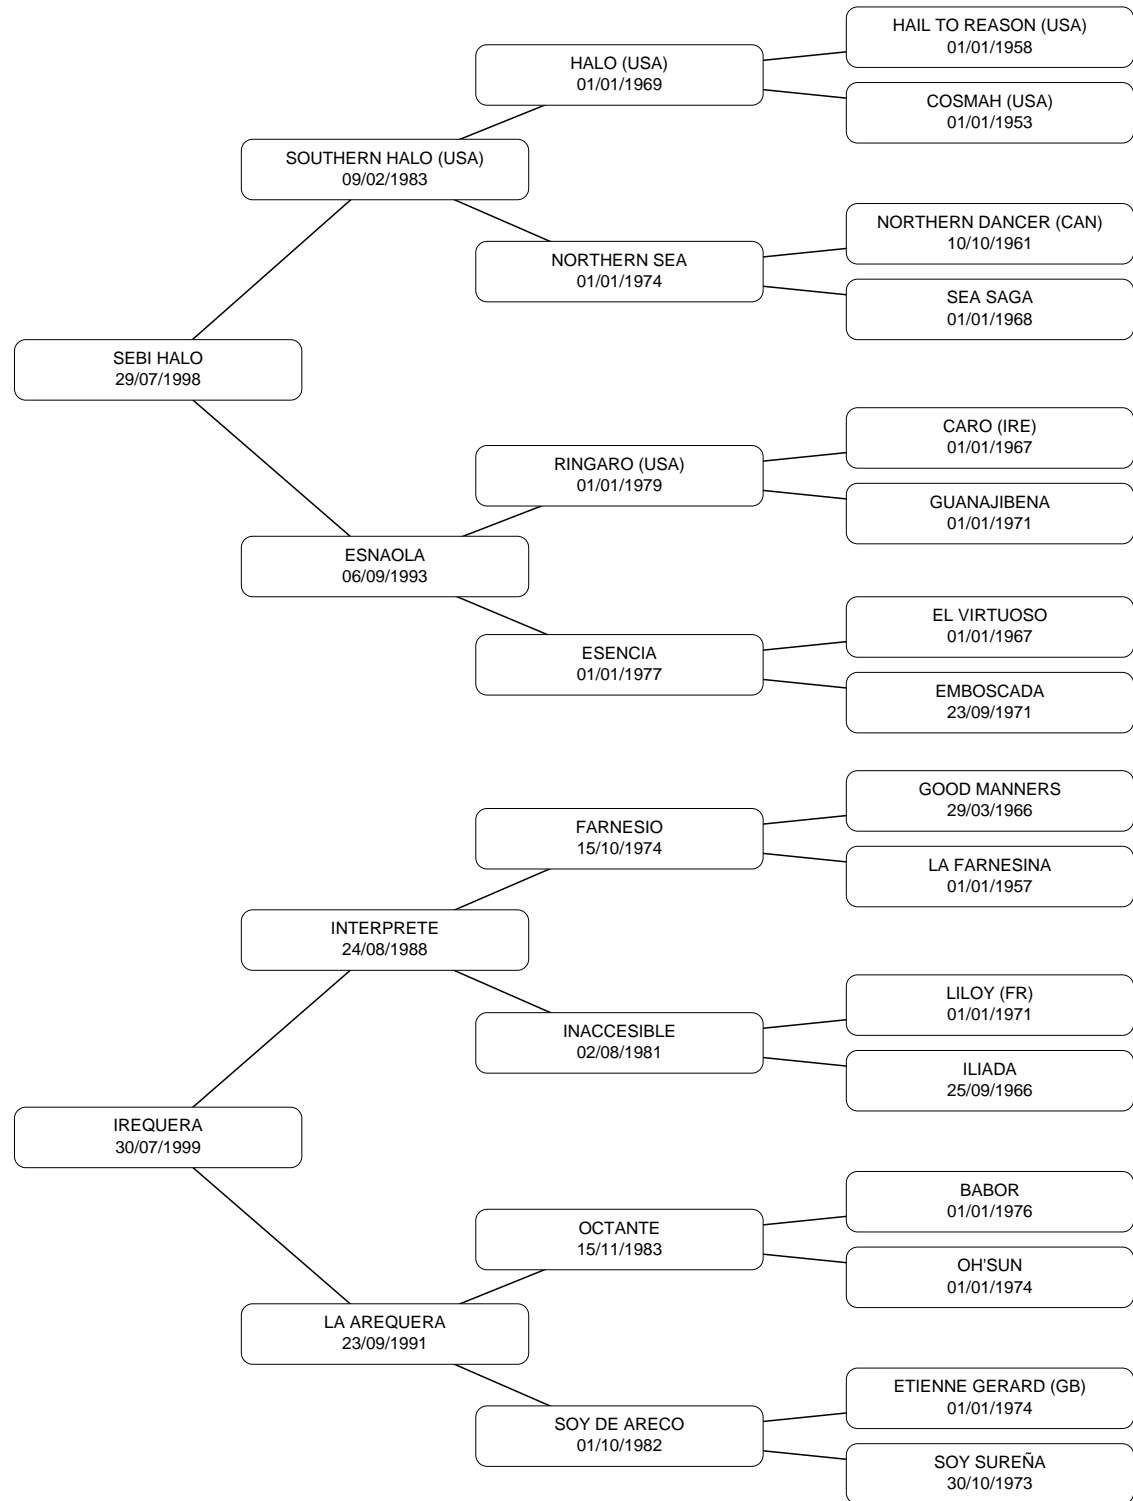 HAIL TO REASON (USA)
01/01/1958
HALO (USA)
01/01/1969
COSMAH (USA)
01/01/1953
SOUTHERN HALO (USA)
09/02/1983
NORTHERN DANCER (CAN)
10/10/1961
NORTHERN SEA
01/01/1974
SEA SAGA
01/01/1968
SEBI HALO
29/07/1998
CARO (IRE)
01/01/1967
RINGARO (USA)
01/01/1979
GUANAJIBENA
01/01/1971
ESNAOLA
06/09/1993
EL VIRTUOSO
01/01/1967
ESENCIA
01/01/1977
EMBOSCADA
23/09/1971
GOOD MANNERS
29/03/1966
FARNESIO
15/10/1974
LA FARNESINA
01/01/1957
INTERPRETE
24/08/1988
LILOY (FR)
01/01/1971
INACCESIBLE
02/08/1981
ILIADA
25/09/1966
IREQUERA
30/07/1999
BABOR
01/01/1976
OCTANTE
15/11/1983
OH'SUN
01/01/1974
LA AREQUERA
23/09/1991
ETIENNE GERARD (GB)
01/01/1974
SOY DE ARECO
01/10/1982
SOY SUREÑA
30/10/1973